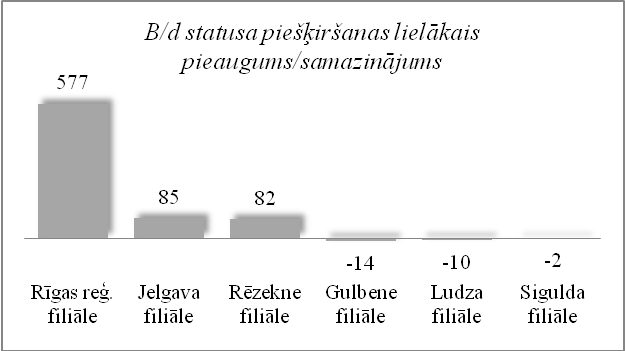 B/d statusa piešķiršanas lielākais
pieaugums/samazinājums
577
85
82
-14
-10
-2
Rīgas reģ. filiāle
Jelgava filiāle
Rēzekne filiāle
Gulbene filiāle
Ludza filiāle
Sigulda filiāle